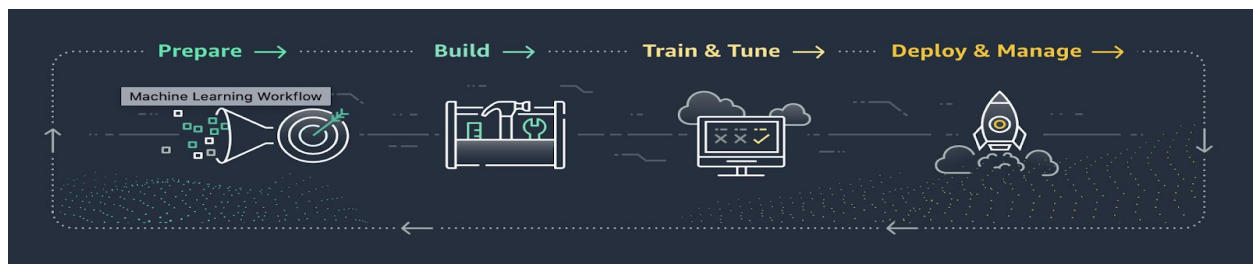 Prepare
Build
Train & Tune
Deploy & Manage
Machine Learning Workflow